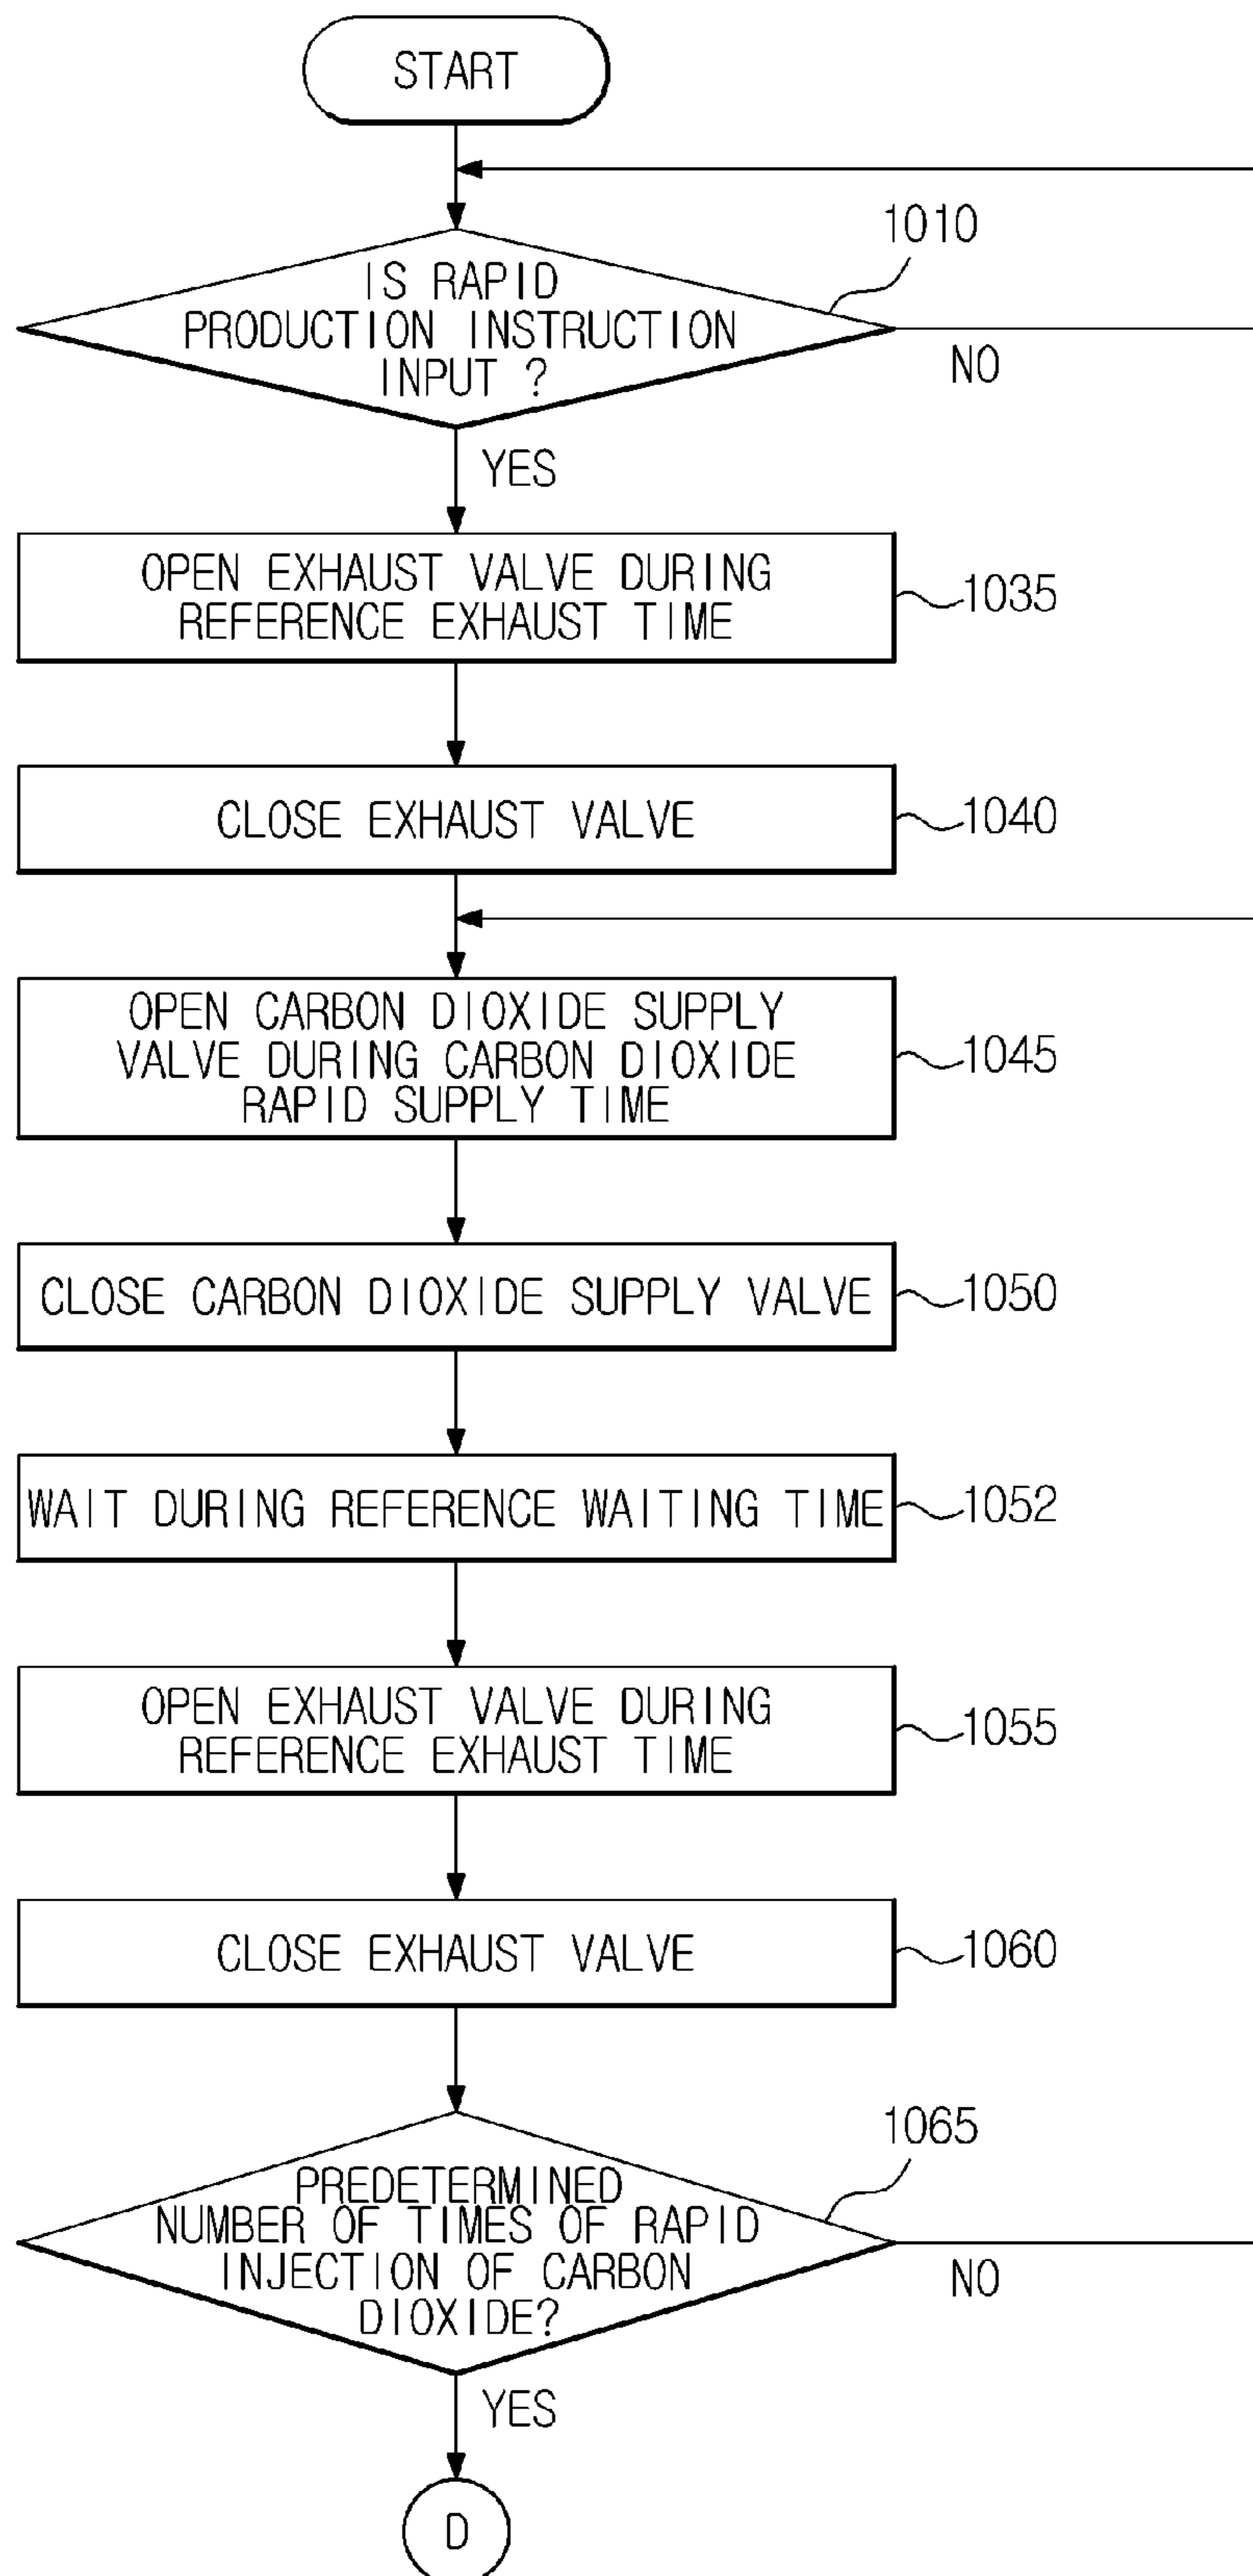 START
1010
IS RAPID
PRODUCTION INSTRUCTION
INPUT ?
NO
YES
OPEN EXHAUST VALVE DURING
REFERENCE EXHAUST TIME
1035
CLOSE EXHAUST VALVE
1040
OPEN CARBON DIOXIDE SUPPLY
VALVE DURING CARBON DIOXIDE
RAPID SUPPLY TIME
1045
CLOSE CARBON DIOXIDE SUPPLY VALVE
1050
WAIT DURING REFERENCE WAITING TIME
1052
OPEN EXHAUST VALVE DURING
REFERENCE EXHAUST TIME
1055
CLOSE EXHAUST VALVE
1060
1065
PREDETERMINED
NUMBER OF TIMES OF RAPID
INJECTION OF CARBON
DIOXIDE?
NO
YES
D